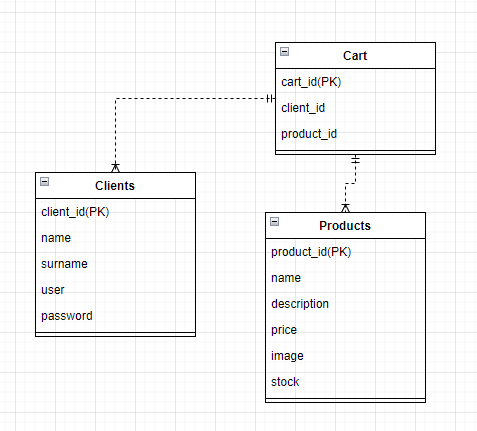 Cart
cart_id(PK)
client_id
product_id
Clients
client_id(PK)
name
surname
user
password
Products
product_id(PK)
name
description
price
image
stock